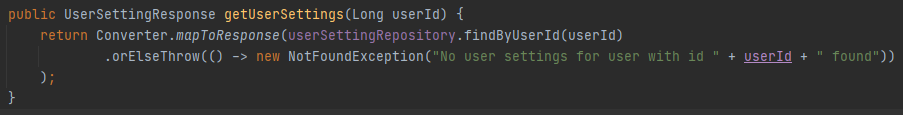 public UserSettingResponse getUserSettings(Long userId) {
    return Converter.mapToResponse(userSettingRepository.findByUserId(userId)
            .orElseThrow(() -> new NotFoundException("No user settings for user with id " + userId + " found"))
    );
}